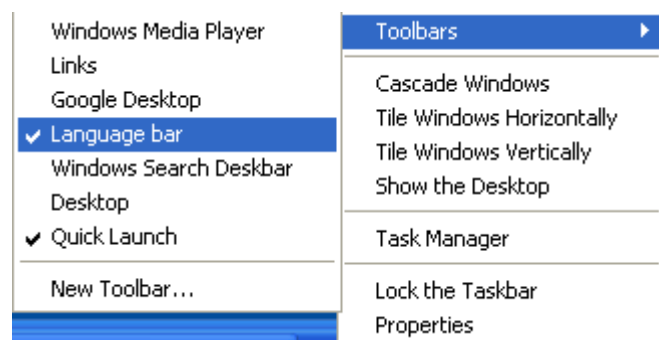 Windows Media Player
Links
Google Desktop
Language bar
Windows Search Deskbar
Desktop
Quick Launch
New Toolbar...
Toolbars
Cascade Windows
Tile Windows Horizontally
Tile Windows Vertically
Show the Desktop
Task Manager
Lock the Taskbar
Properties